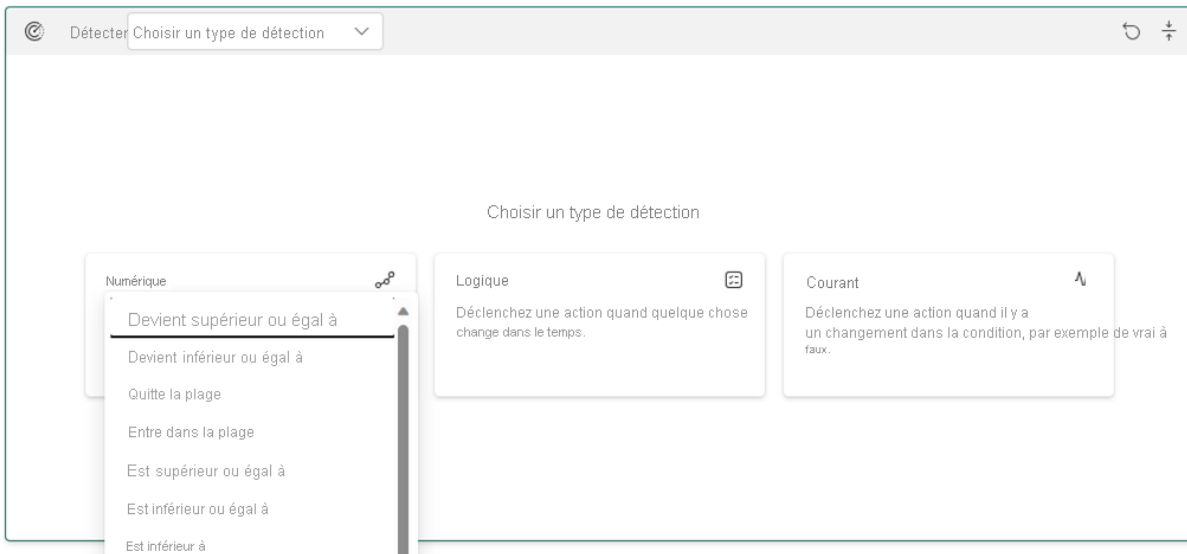 Détecter Choisir un type de détection
Choisir un type de détection
Numérique
Devient supérieur ou égal à
Devient inférieur ou égal à
Quitte la plage
Entre dans la plage
Est supérieur ou égal à
Est inférieur ou égal à
Est inférieur à
Logique
Déclenchez une action quand quelque chose
change dans le temps.
Courant
Déclenchez une action quand il y a
un changement dans la condition, par exemple de vrai à
faux.